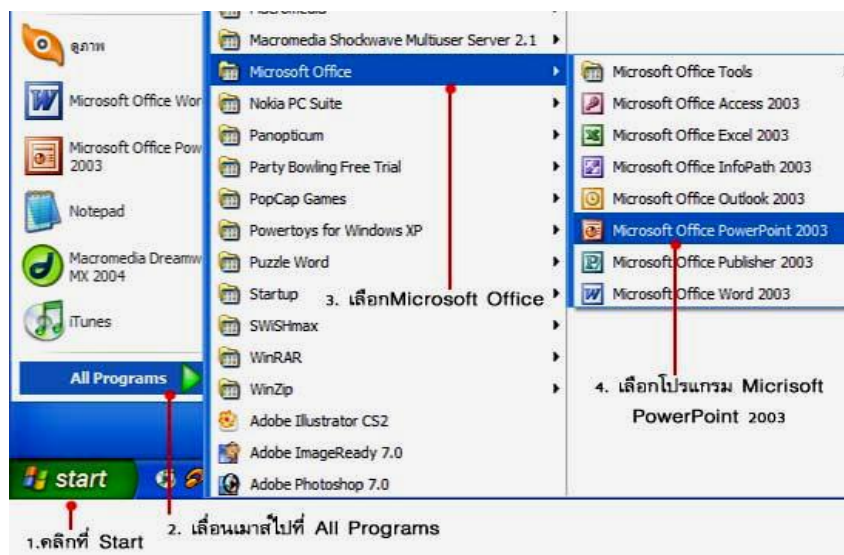 ดูภาพ
Microsoft Office Wor
Microsoft Office Pow
2003
Notepad
Macromedia Dreamw
MX 2004
iTunes
All Programs
start
Macromedia Shockwave Multiuser Server 2.1
Microsoft Office
Nokia PC Suite
Panopticum
Party Bowling Free Trial
PopCap Games
Powertoys for Windows XP
Puzzle Word
Startup
SWiSHmax
WinRAR
WinZip
Adobe Illustrator CS2
Adobe ImageReady 7.0
Adobe Photoshop 7.0
Microsoft Office Tools
Microsoft Office Access 2003
Microsoft Office Excel 2003
Microsoft Office InfoPath 2003
Microsoft Office Outlook 2003
Microsoft Office PowerPoint 2003
Microsoft Office Publisher 2003
Microsoft Office Word 2003
3. เลือกMicrosoft Office
4. เลือกโปรแกรม Micrisoft
PowerPoint 2003
2. เลื่อนเมาส์ไปที่ All Programs
1.คลิกที่ Start